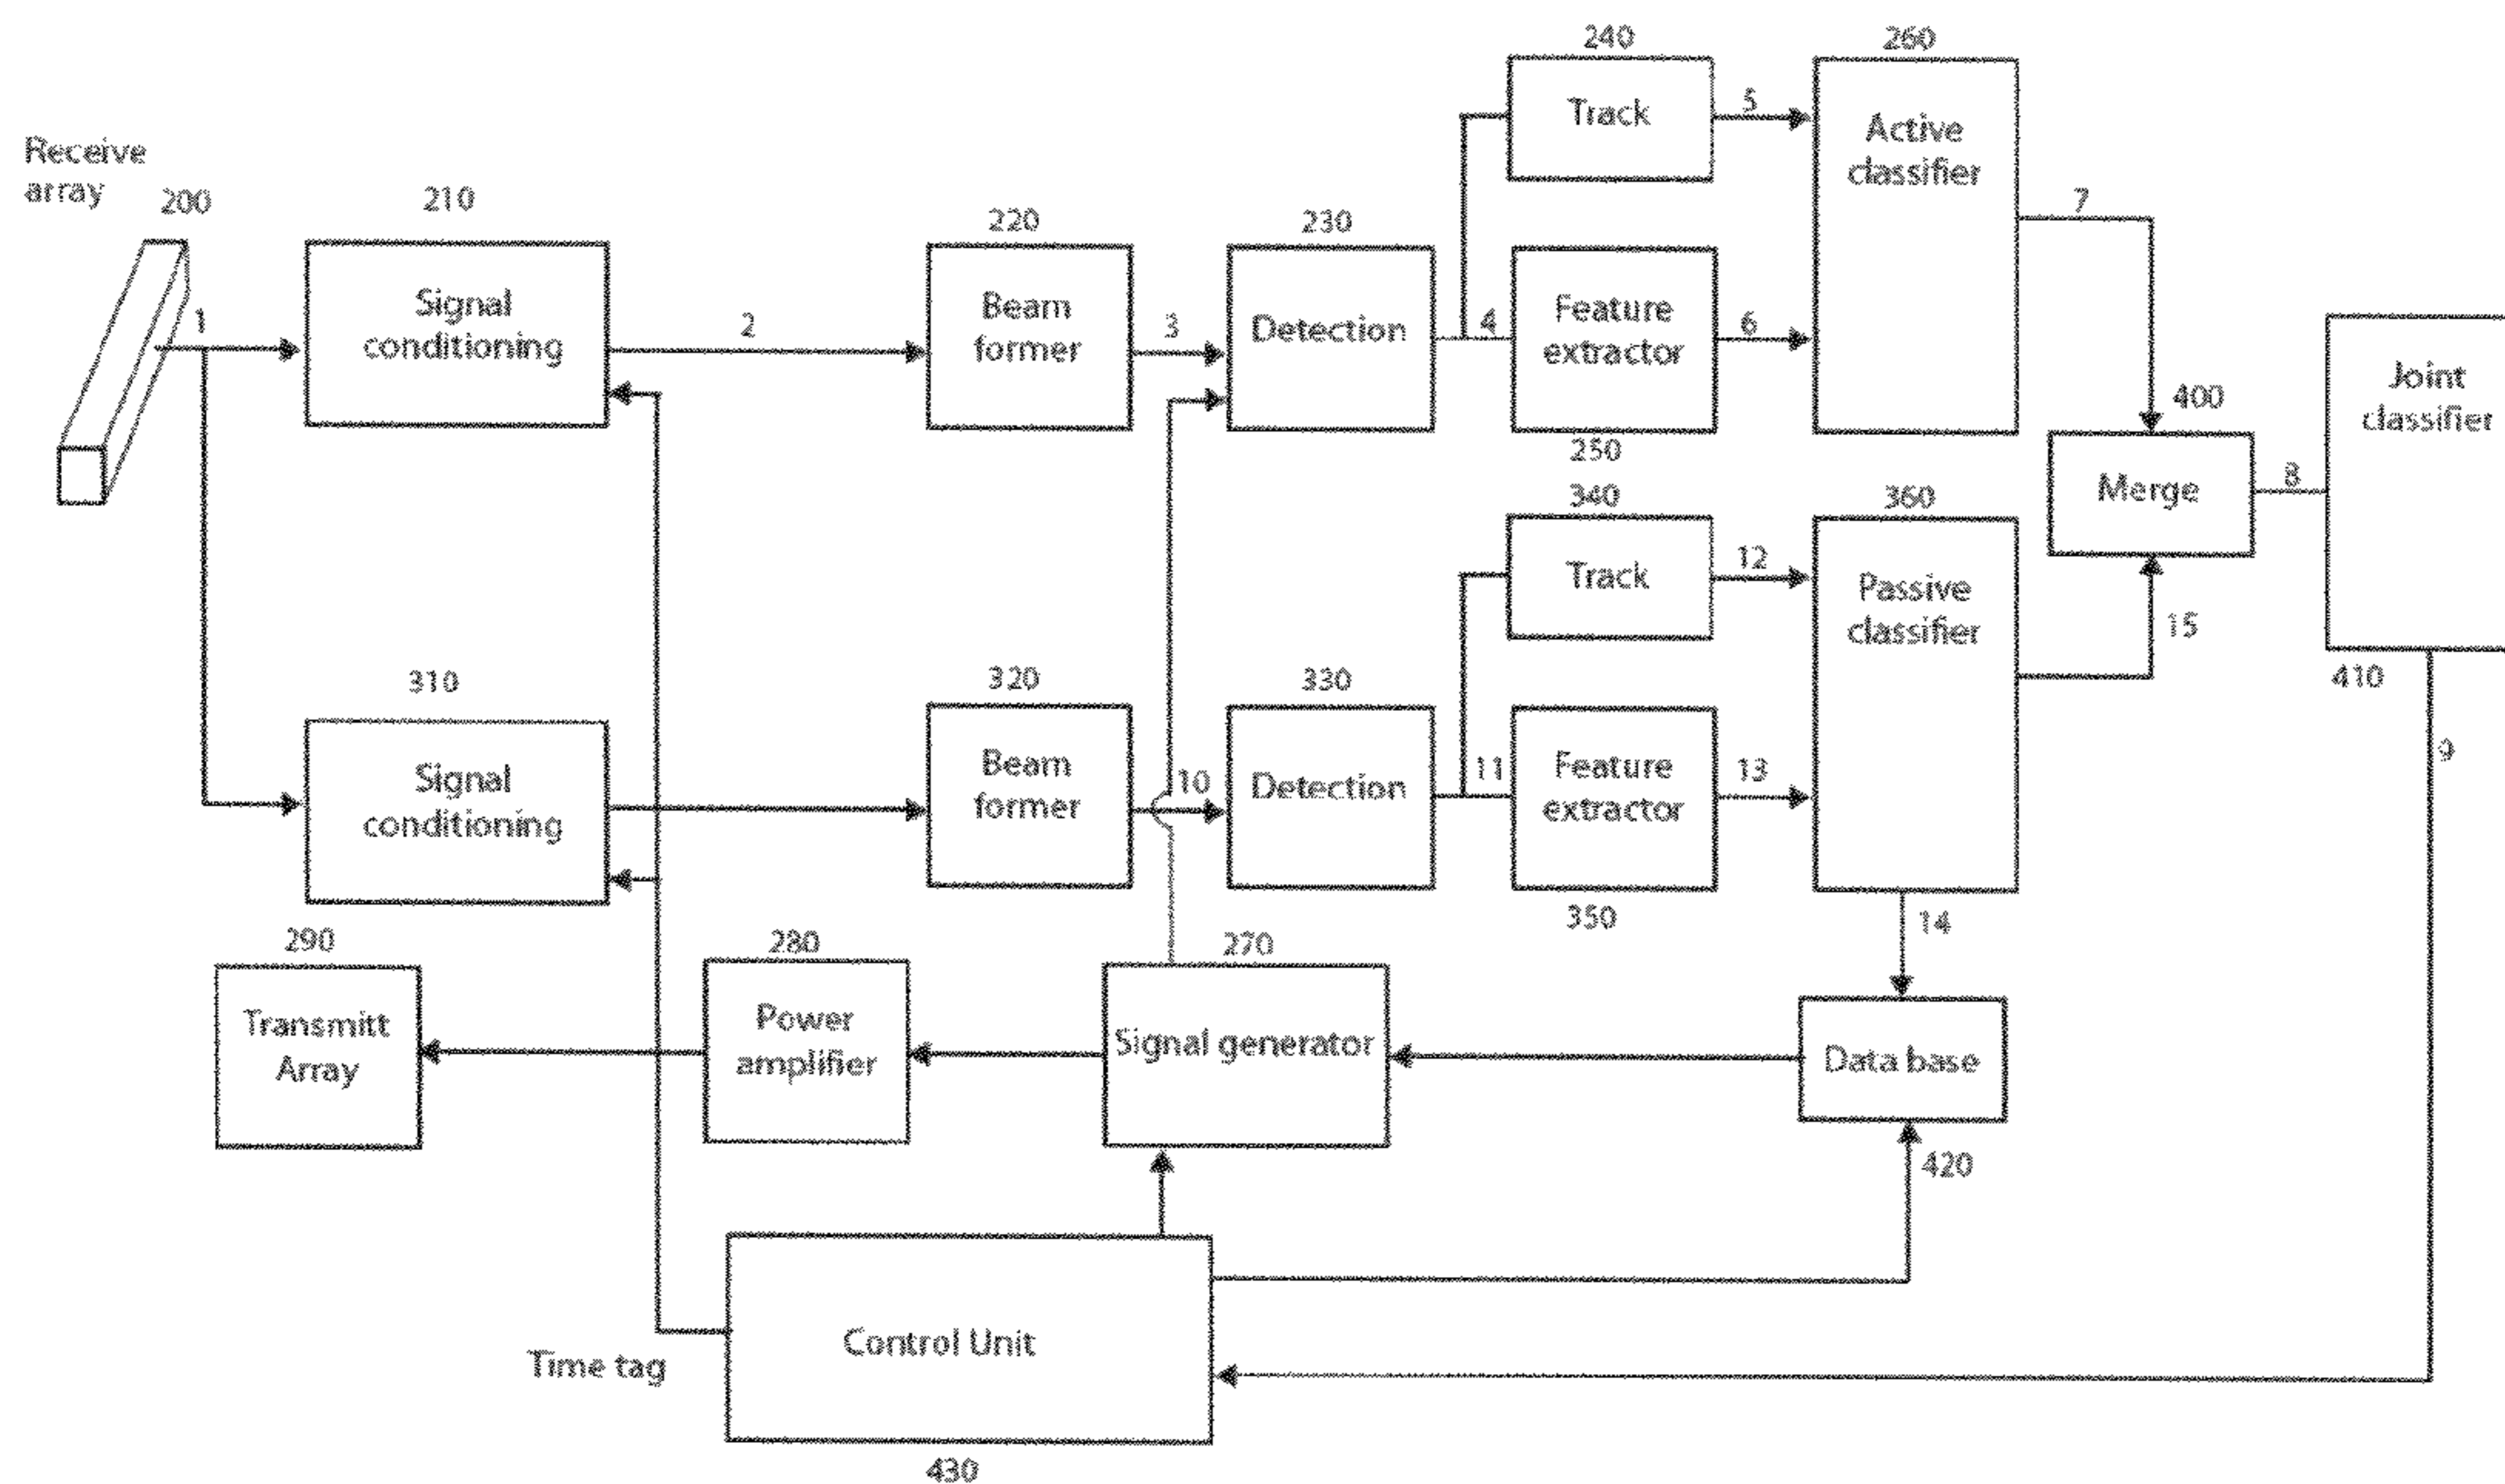 240
260
Track
5
Active
classifier
Receive
array
200
210
220
230
7
1
Signal
conditioning
2
Beam
former
3
Detection
4
Feature
extractor
6
250
400
Merge
8
Joint
classifier
410
340
360
Track
12
Passive
classifier
15
310
320
330
9
Signal
conditioning
Beam
former
10
Detection
11
Feature
extractor
13
350
14
290
280
270
Transmitt
Array
Power
amplifier
Signal generator
Data base
420
Time tag
Control Unit
430